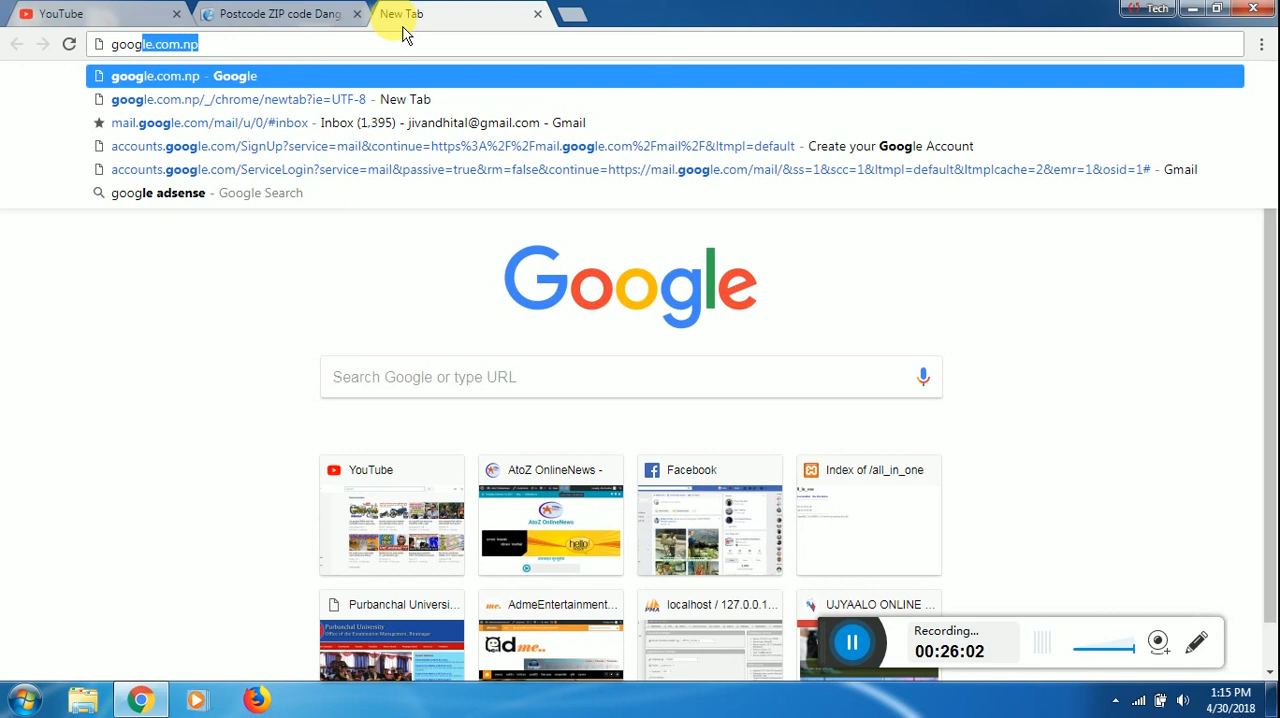 YouTube
Postcode ZIP code Dang
New Tab
Tech
google.com.np
google.com.np - Google
google.com.np/_/chrome/newtab?ie=UTF-8 - New Tab
mail.google.com/mail/u/0/#inbox - Inbox (1,395) - jivandhital@gmail.com - Gmail
accounts.google.com/SignUp?service=mail&continue=https%3A%2F%2Fmail.google.com%2Fmail%2F&ltmpl=default - Create your Google Account
accounts.google.com/ServiceLogin?service=mail&passive=true&rm=false&continue=https://mail.google.com/mail/&ss=1&scc=1&ltmpl=default&ltmplcache=2&emr=1&osid=1# - Gmail
google adsense - Google Search
Google
Search Google or type URL
YouTube
AtoZ OnlineNews -
Facebook
Index of /all_in_one
AtoZ OnlineNews
hello
Purbanchal Universi...
AdmeEntertainment...
localhost / 127.0.0.1...
UJYAALO ONLINE ...
Purbanchal University
Recording...
00:26:02
1:15 PM
4/30/2018